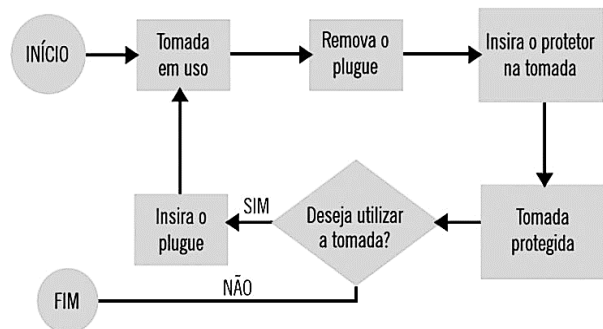 INÍCIO
Tomada
em uso
Remova o
plugue
Insira o protetor
na tomada
Tomada
protegida
Deseja utilizar
a tomada?
SIM
Insira o
plugue
NÃO
FIM